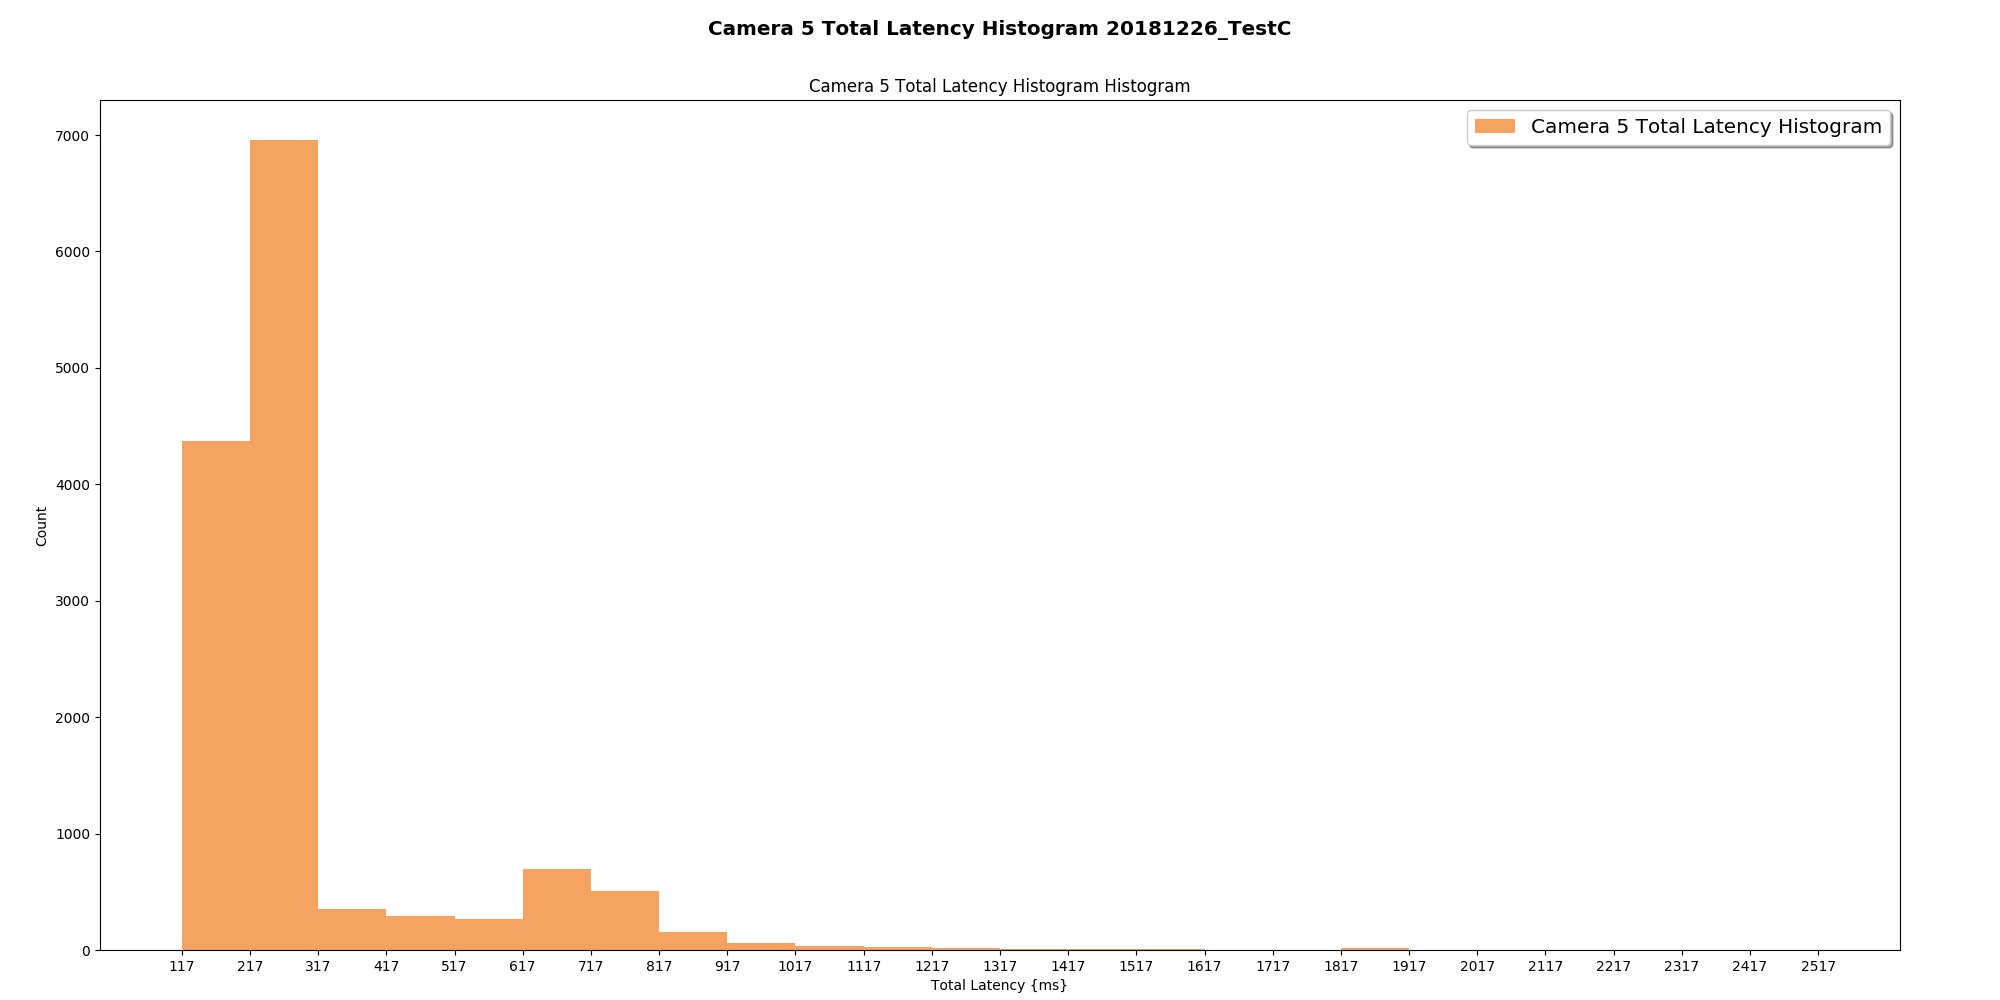 Camera 5 Total Latency Histogram 20181226_TestC
Camera 5 Total Latency Histogram Histogram
Camera 5 Total Latency Histogram
7000
6000
5000
4000
3000
2000
1000
0
Count
117 217 317 417 517 617 717 817 917 1017 1117 1217 1317 1417 1517 1617 1717 1817 1917 2017 2117 2217 2317 2417 2517
Total Latency {ms}